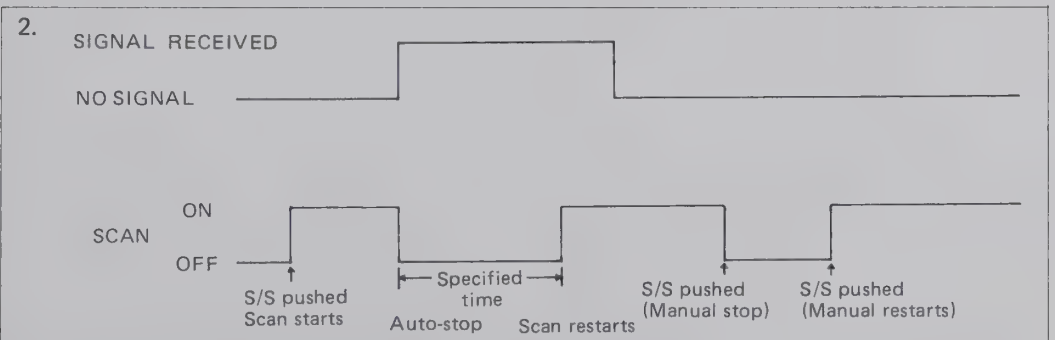 2.
SIGNAL RECEIVED
NO SIGNAL
ON
SCAN
OFF
Specified
time
S/S pushed
Scan starts
Auto-stop
Scan restarts
S/S pushed
(Manual stop)
S/S pushed
(Manual restarts)